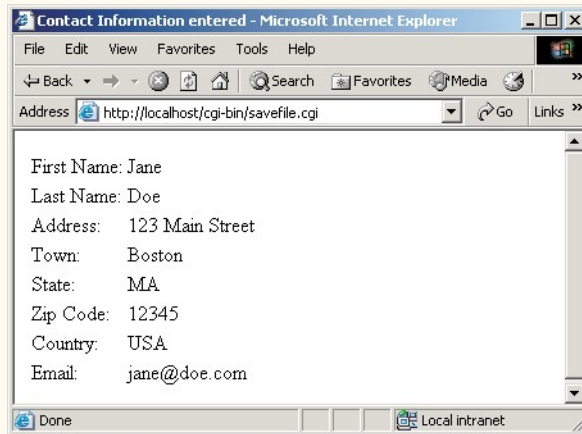 Contact Information entered - Microsoft Internet Explorer
File Edit View Favorites Tools Help
Back Search Favorites Media »
Address http://localhost/cgi-bin/savefile.cgi Go Links »
First Name: Jane
Last Name: Doe
Address: 123 Main Street
Town: Boston
State: MA
Zip Code: 12345
Country: USA
Email: jane@doe.com
Done Local intranet